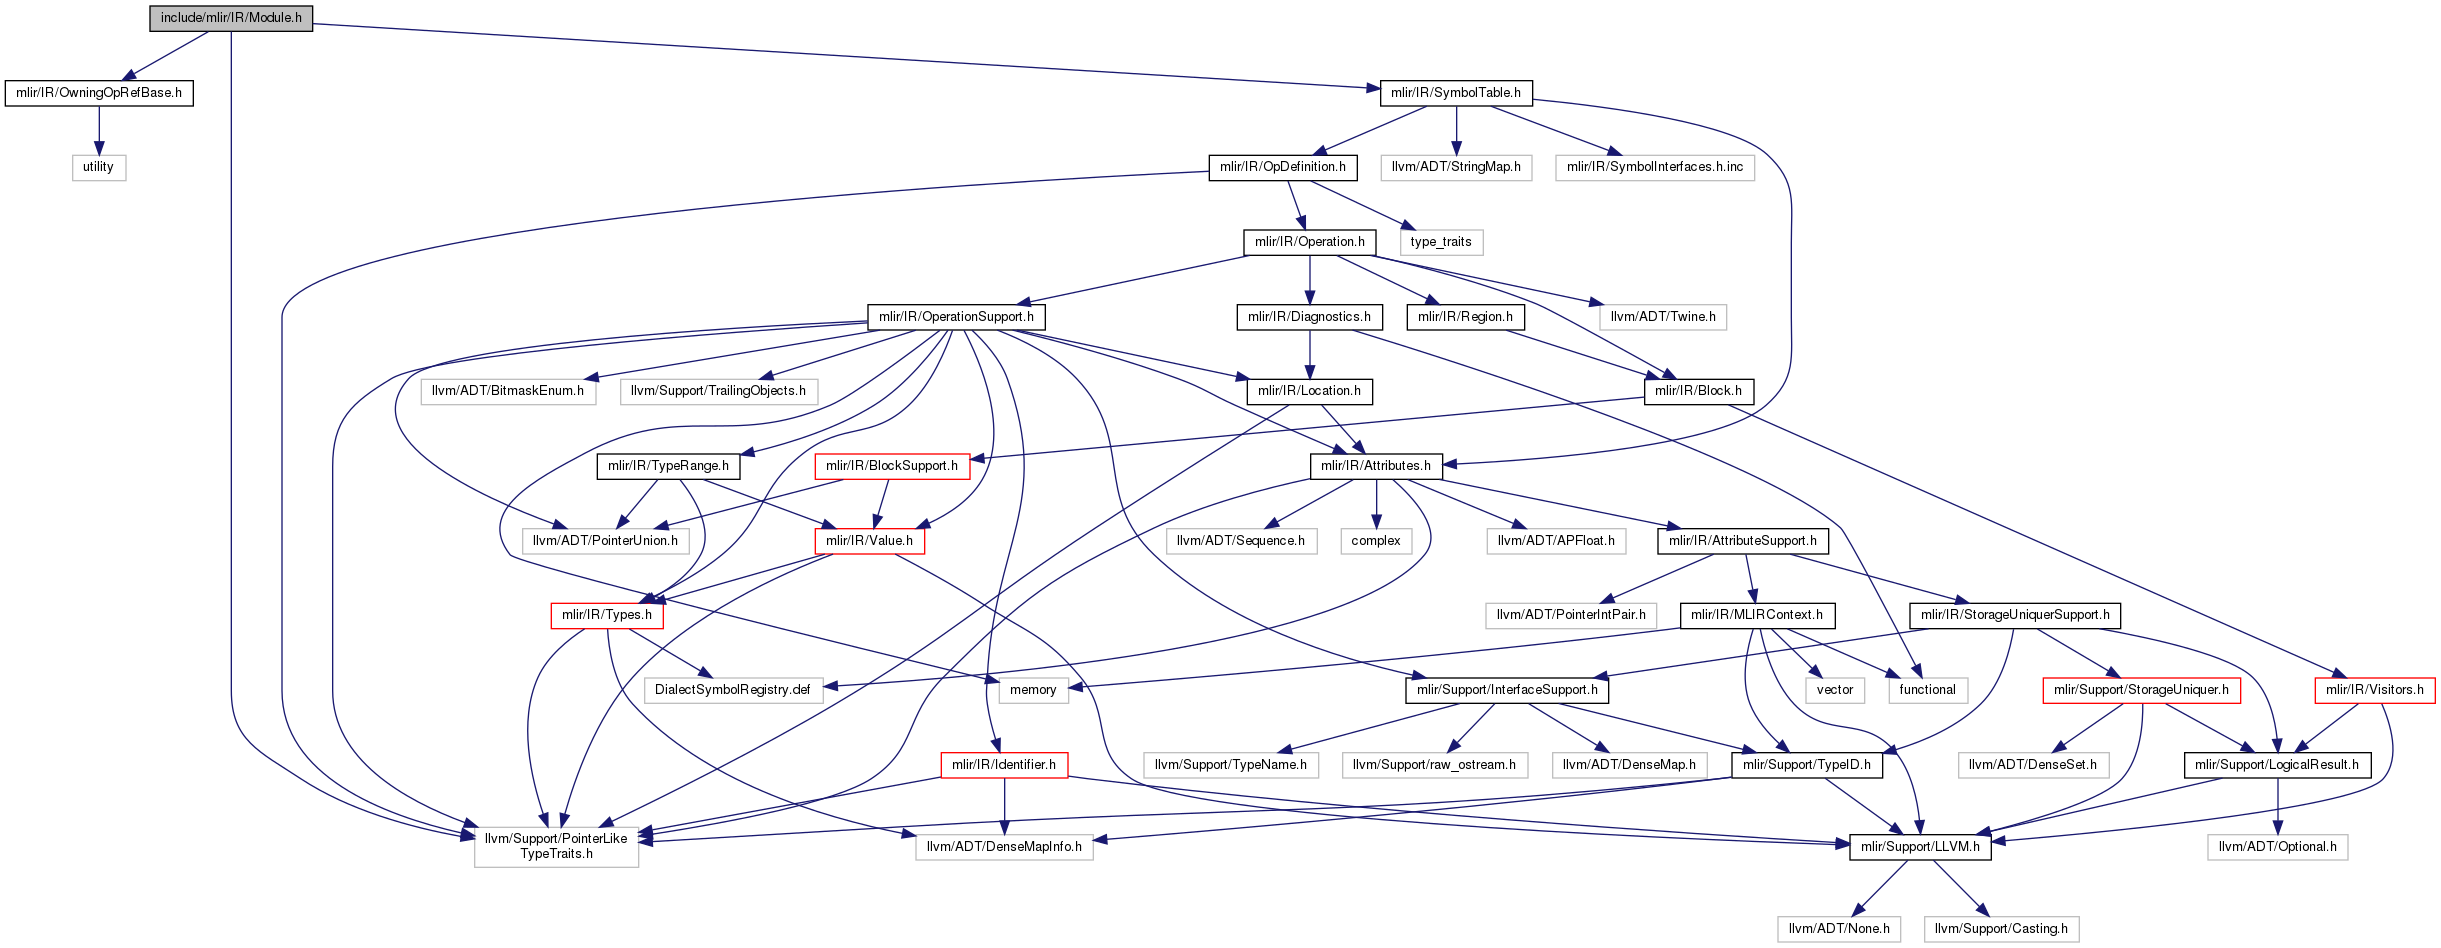 include/mlir/IR/Module.h
mlir/IR/OwningOpRefBase.h
mlir/IR/SymbolTable.h
utility
mlir/IR/OpDefinition.h
llvm/ADT/StringMap.h
mlir/IR/SymbolInterfaces.h.inc
mlir/IR/Operation.h
type_traits
mlir/IR/OperationSupport.h
mlir/IR/Diagnostics.h
mlir/IR/Region.h
llvm/ADT/Twine.h
llvm/ADT/BitmaskEnum.h
llvm/Support/TrailingObjects.h
mlir/IR/Location.h
mlir/IR/Block.h
mlir/IR/TypeRange.h
mlir/IR/BlockSupport.h
mlir/IR/Attributes.h
llvm/ADT/PointerUnion.h
mlir/IR/Value.h
llvm/ADT/Sequence.h
complex
llvm/ADT/APFloat.h
mlir/IR/AttributeSupport.h
mlir/IR/Types.h
llvm/ADT/PointerIntPair.h
mlir/IR/MLIRContext.h
mlir/IR/StorageUniquerSupport.h
DialectSymbolRegistry.def
memory
mlir/Support/InterfaceSupport.h
vector
functional
mlir/Support/StorageUniquer.h
mlir/IR/Visitors.h
mlir/IR/Identifier.h
llvm/Support/TypeName.h
llvm/Support/raw_ostream.h
llvm/ADT/DenseMap.h
mlir/Support/TypeID.h
llvm/ADT/DenseSet.h
mlir/Support/LogicalResult.h
llvm/Support/PointerLike
TypeTraits.h
llvm/ADT/DenseMapInfo.h
mlir/Support/LLVM.h
llvm/ADT/Optional.h
llvm/ADT/None.h
llvm/Support/Casting.h